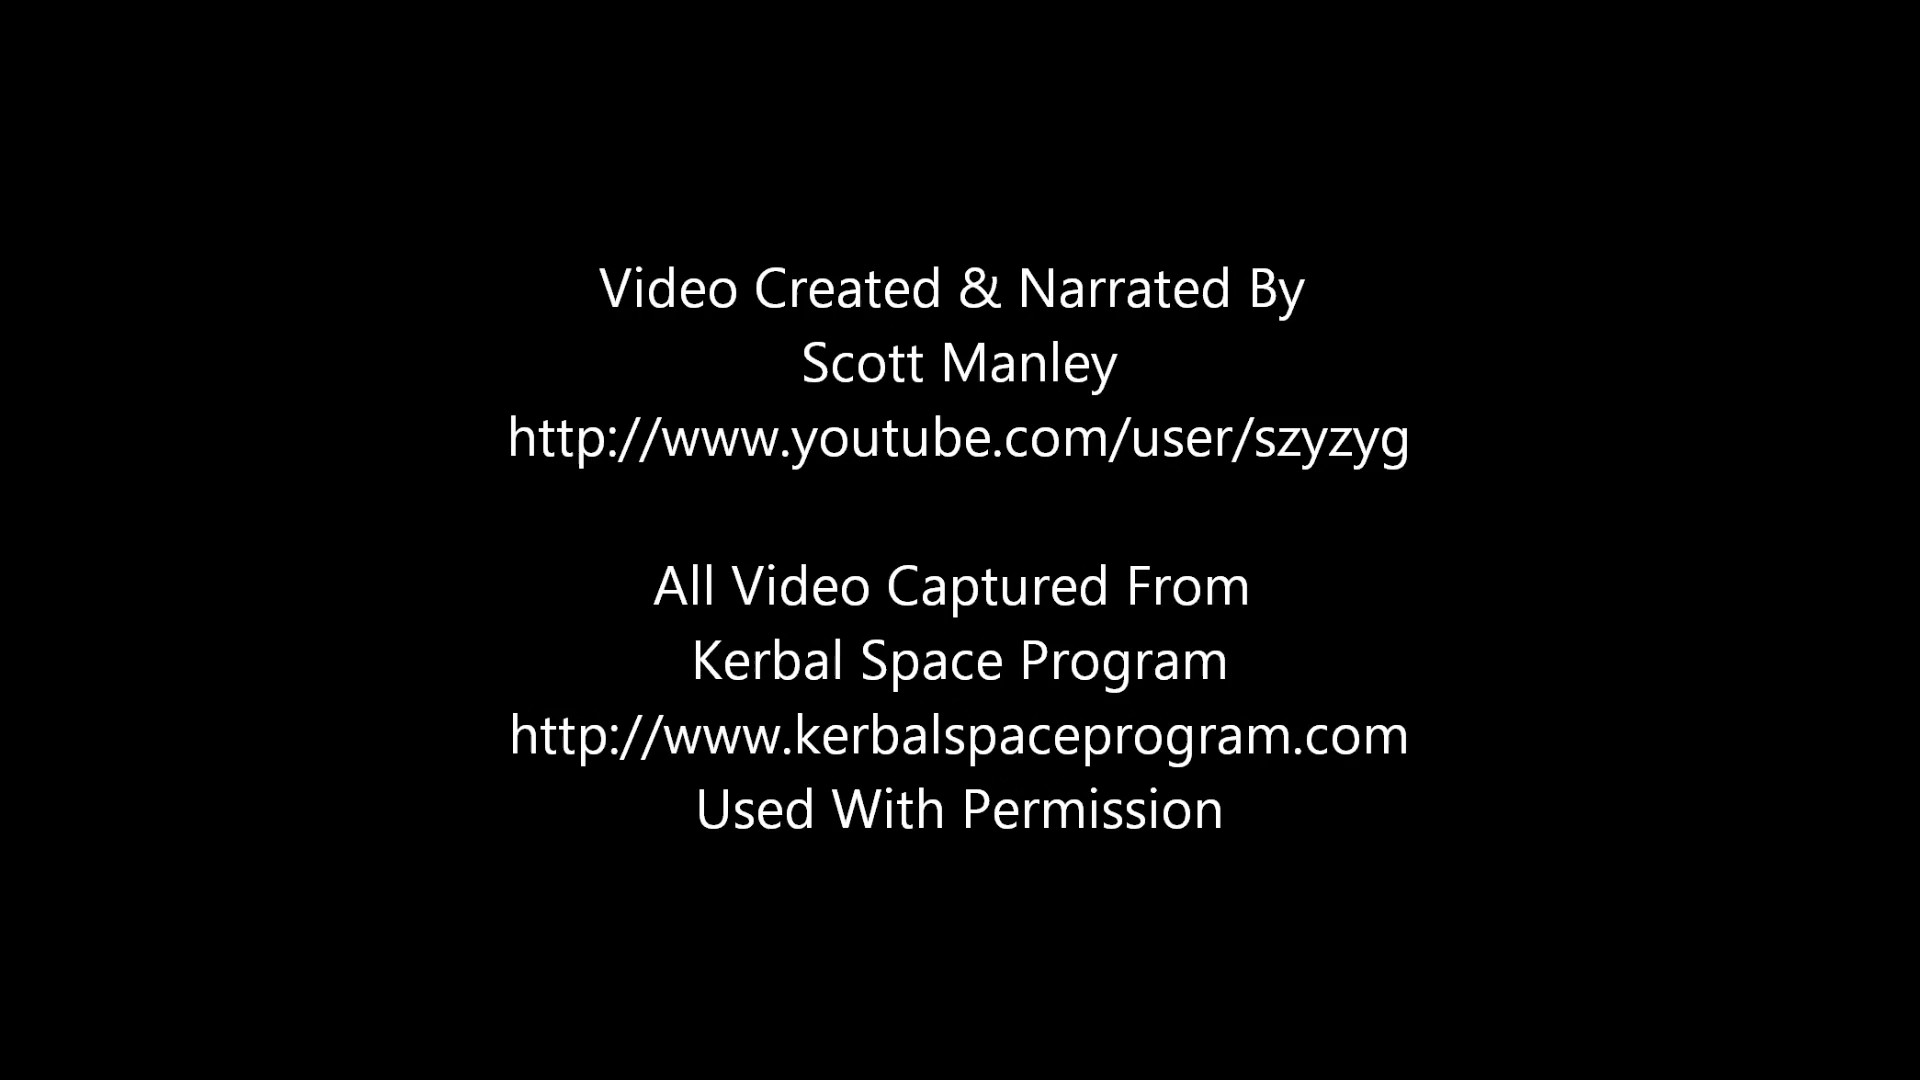 Video Created & Narrated By
Scott Manley
http://www.youtube.com/user/szyzyg
All Video Captured From
Kerbal Space Program
http://www.kerbalspaceprogram.com
Used With Permission